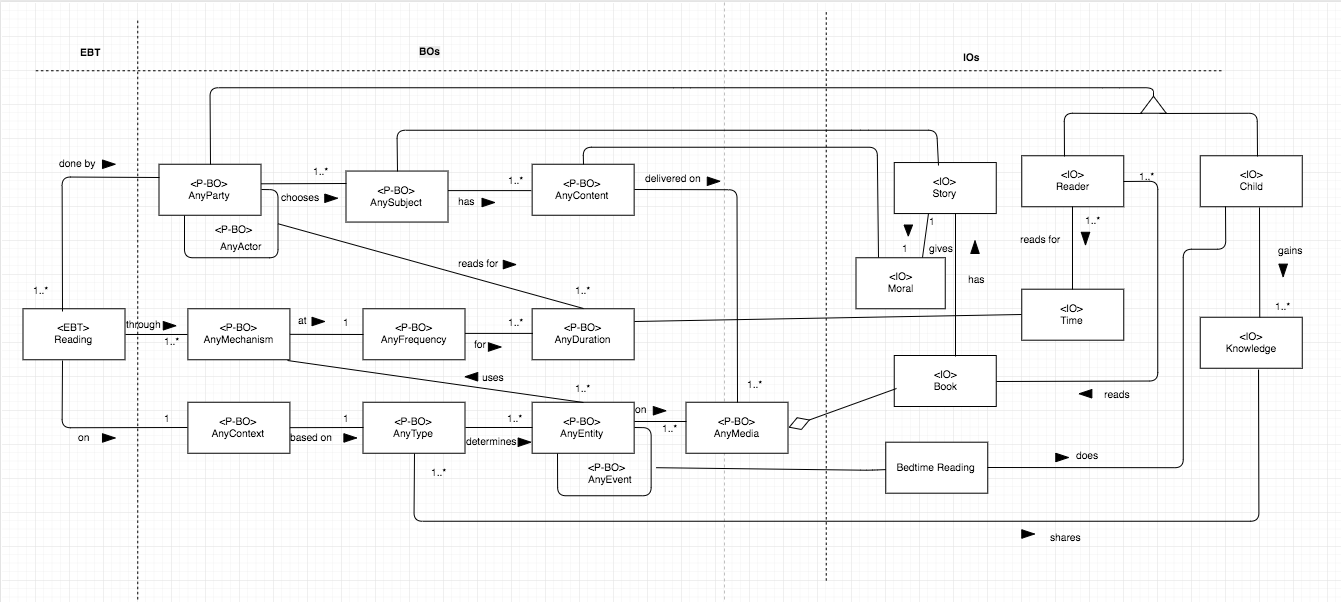 EBT
BOs
IOs
done by
<P-BO>
AnyParty
chooses
1..*
<P-BO>
AnySubject
has
1..*
<P-BO>
AnyContent
delivered on
<IO>
Story
<IO>
Reader
1..*
<IO>
Child
<P-BO>
AnyActor
reads for
1..*
1
1
gives
has
<IO>
Moral
reads for
1..*
gains
1..*
1..*
<EBT>
Reading
through
1..*
<P-BO>
AnyMechanism
at
1
<P-BO>
AnyFrequency
for
1..*
<P-BO>
AnyDuration
<IO>
Time
<IO>
Knowledge
uses
1..*
1..*
<IO>
Book
reads
on
1
<P-BO>
AnyContext
based on
1
<P-BO>
AnyType
1..*
determines
<P-BO>
AnyEntity
on
1..*
<P-BO>
AnyMedia
1..*
<P-BO>
AnyEvent
Bedtime Reading
does
shares